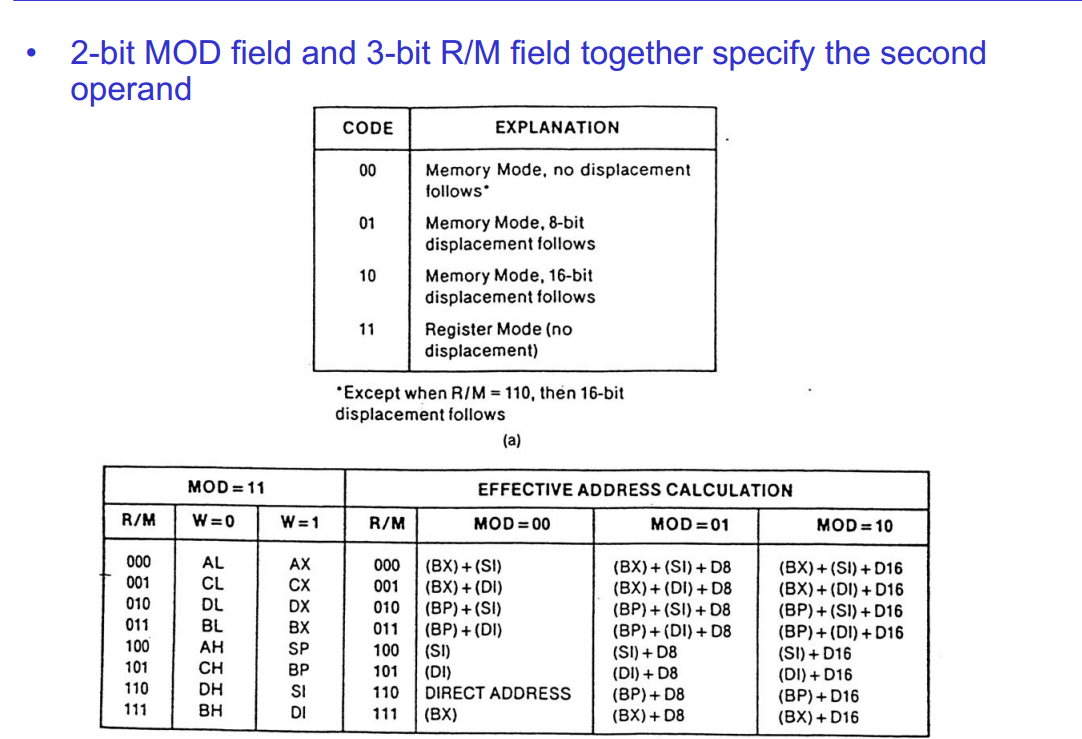 • 2-bit MOD field and 3-bit R/M field together specify the second
operand
CODE EXPLANATION
00 Memory Mode, no displacement
follows*
01 Memory Mode, 8-bit
displacement follows
10 Memory Mode, 16-bit
displacement follows
11 Register Mode (no
displacement)
*Except when R/M = 110, then 16-bit
displacement follows
(a)
MOD = 11 EFFECTIVE ADDRESS CALCULATION
R/M W = 0 W = 1 R/M MOD = 00 MOD = 01 MOD = 10
000 AL AX 000 (BX) + (SI) (BX) + (SI) + D8 (BX) + (SI) + D16
001 CL CX 001 (BX) + (DI) (BX) + (DI) + D8 (BX) + (DI) + D16
010 DL DX 010 (BP) + (SI) (BP) + (SI) + D8 (BP) + (SI) + D16
011 BL BX 011 (BP) + (DI) (BP) + (DI) + D8 (BP) + (DI) + D16
100 AH SP 100 (SI) (SI) + D8 (SI) + D16
101 CH BP 101 (DI) (DI) + D8 (DI) + D16
110 DH SI 110 DIRECT ADDRESS (BP) + D8 (BP) + D16
111 BH DI 111 (BX) (BX) + D8 (BX) + D16